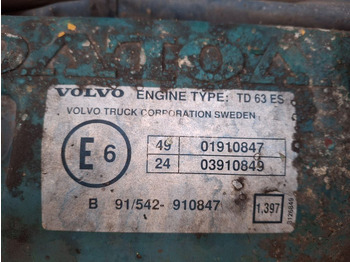 VOLVO
VOLVO ENGINE TYPE: TD 63 ES
VOLVO TRUCK CORPORATION SWEDEN
E 6
49 01910847
24 03910849
B 91/542- 910847 1,397